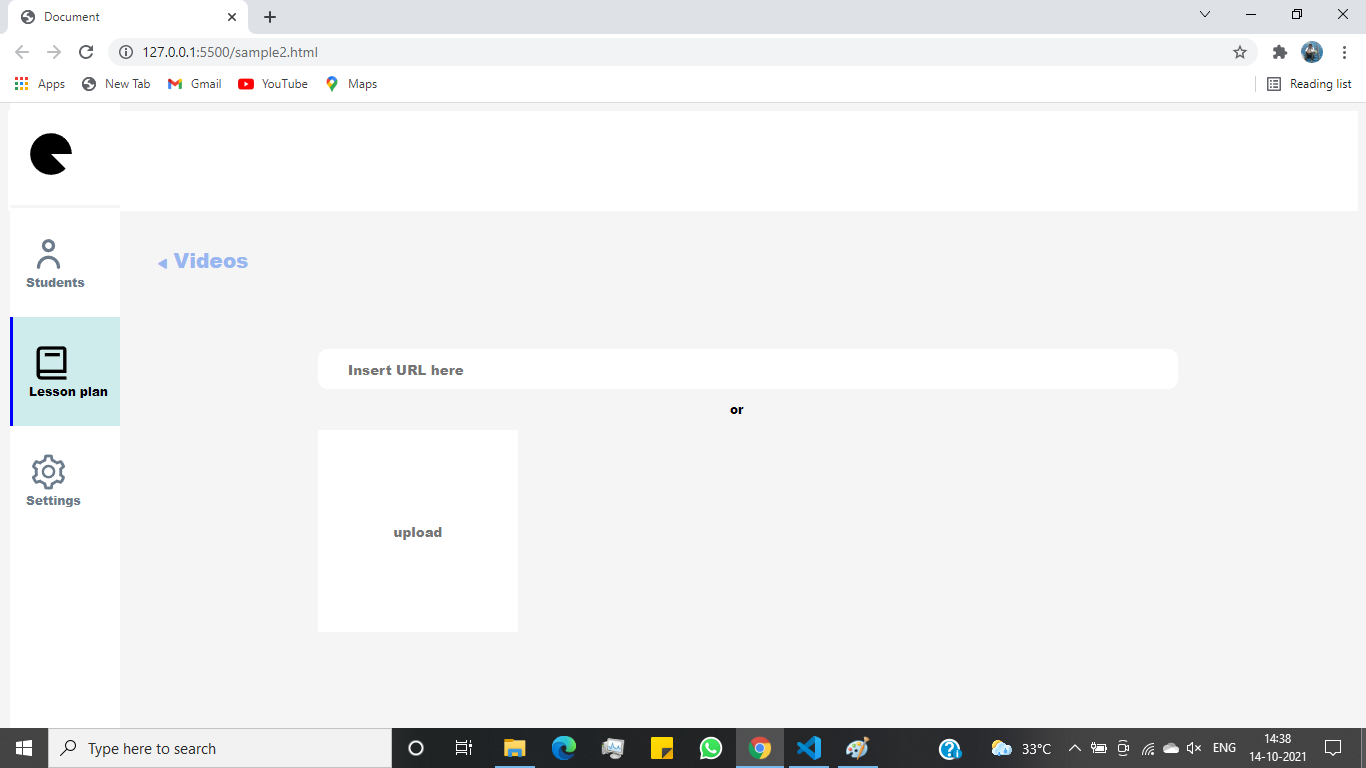 Document
127.0.0.1:5500/sample2.html
Apps New Tab Gmail YouTube Maps Reading list
Students
Videos
Lesson plan
Insert URL here
or
Settings
upload
Type here to search
33°C ENG 14:38
14-10-2021